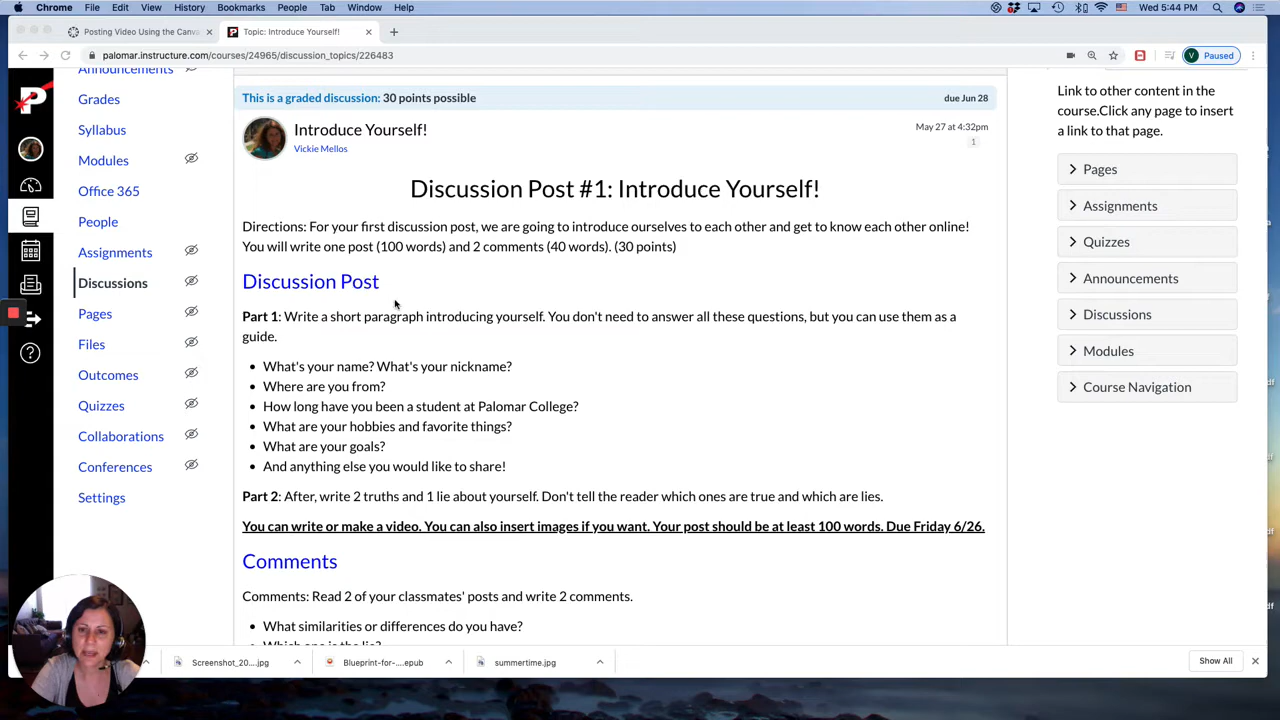 Chrome File Edit View History Bookmarks People Tab Window Help Wed 5:44 PM
Posting Video Using the Canva
Topic: Introduce Yourself!
palomar.instructure.com/courses/24965/discussion_topics/226483
V Paused
Announcements
Grades
Syllabus
Modules
Office 365
People
Assignments
Discussions
Pages
Files
Outcomes
Quizzes
Collaborations
Conferences
Settings
This is a graded discussion: 30 points possible due Jun 28
Introduce Yourself! May 27 at 4:32pm
Vickie Mellos 1
Discussion Post #1: Introduce Yourself!
Directions: For your first discussion post, we are going to introduce ourselves to each other and get to know each other online!
You will write one post (100 words) and 2 comments (40 words). (30 points)
Discussion Post
Part 1: Write a short paragraph introducing yourself. You don't need to answer all these questions, but you can use them as a
guide.
• What's your name? What's your nickname?
• Where are you from?
• How long have you been a student at Palomar College?
• What are your hobbies and favorite things?
• What are your goals?
• And anything else you would like to share!
Part 2: After, write 2 truths and 1 lie about yourself. Don't tell the reader which ones are true and which are lies.
You can write or make a video. You can also insert images if you want. Your post should be at least 100 words. Due Friday 6/26.
Comments
Comments: Read 2 of your classmates' posts and write 2 comments.
• What similarities or differences do you have?
• Which one is the lie?
Link to other content in the
course.Click any page to insert
a link to that page.
Pages
Assignments
Quizzes
Announcements
Discussions
Modules
Course Navigation
Screenshot_20....jpg
Blueprint-for-....epub
summertime.jpg
Show All